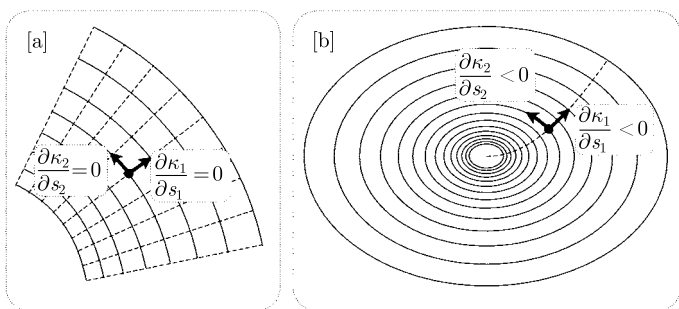 [a]
∂κ₂/∂s₂ = 0
∂κ₁/∂s₁ = 0
[b]
∂κ₂/∂s₂ < 0
∂κ₁/∂s₁ < 0